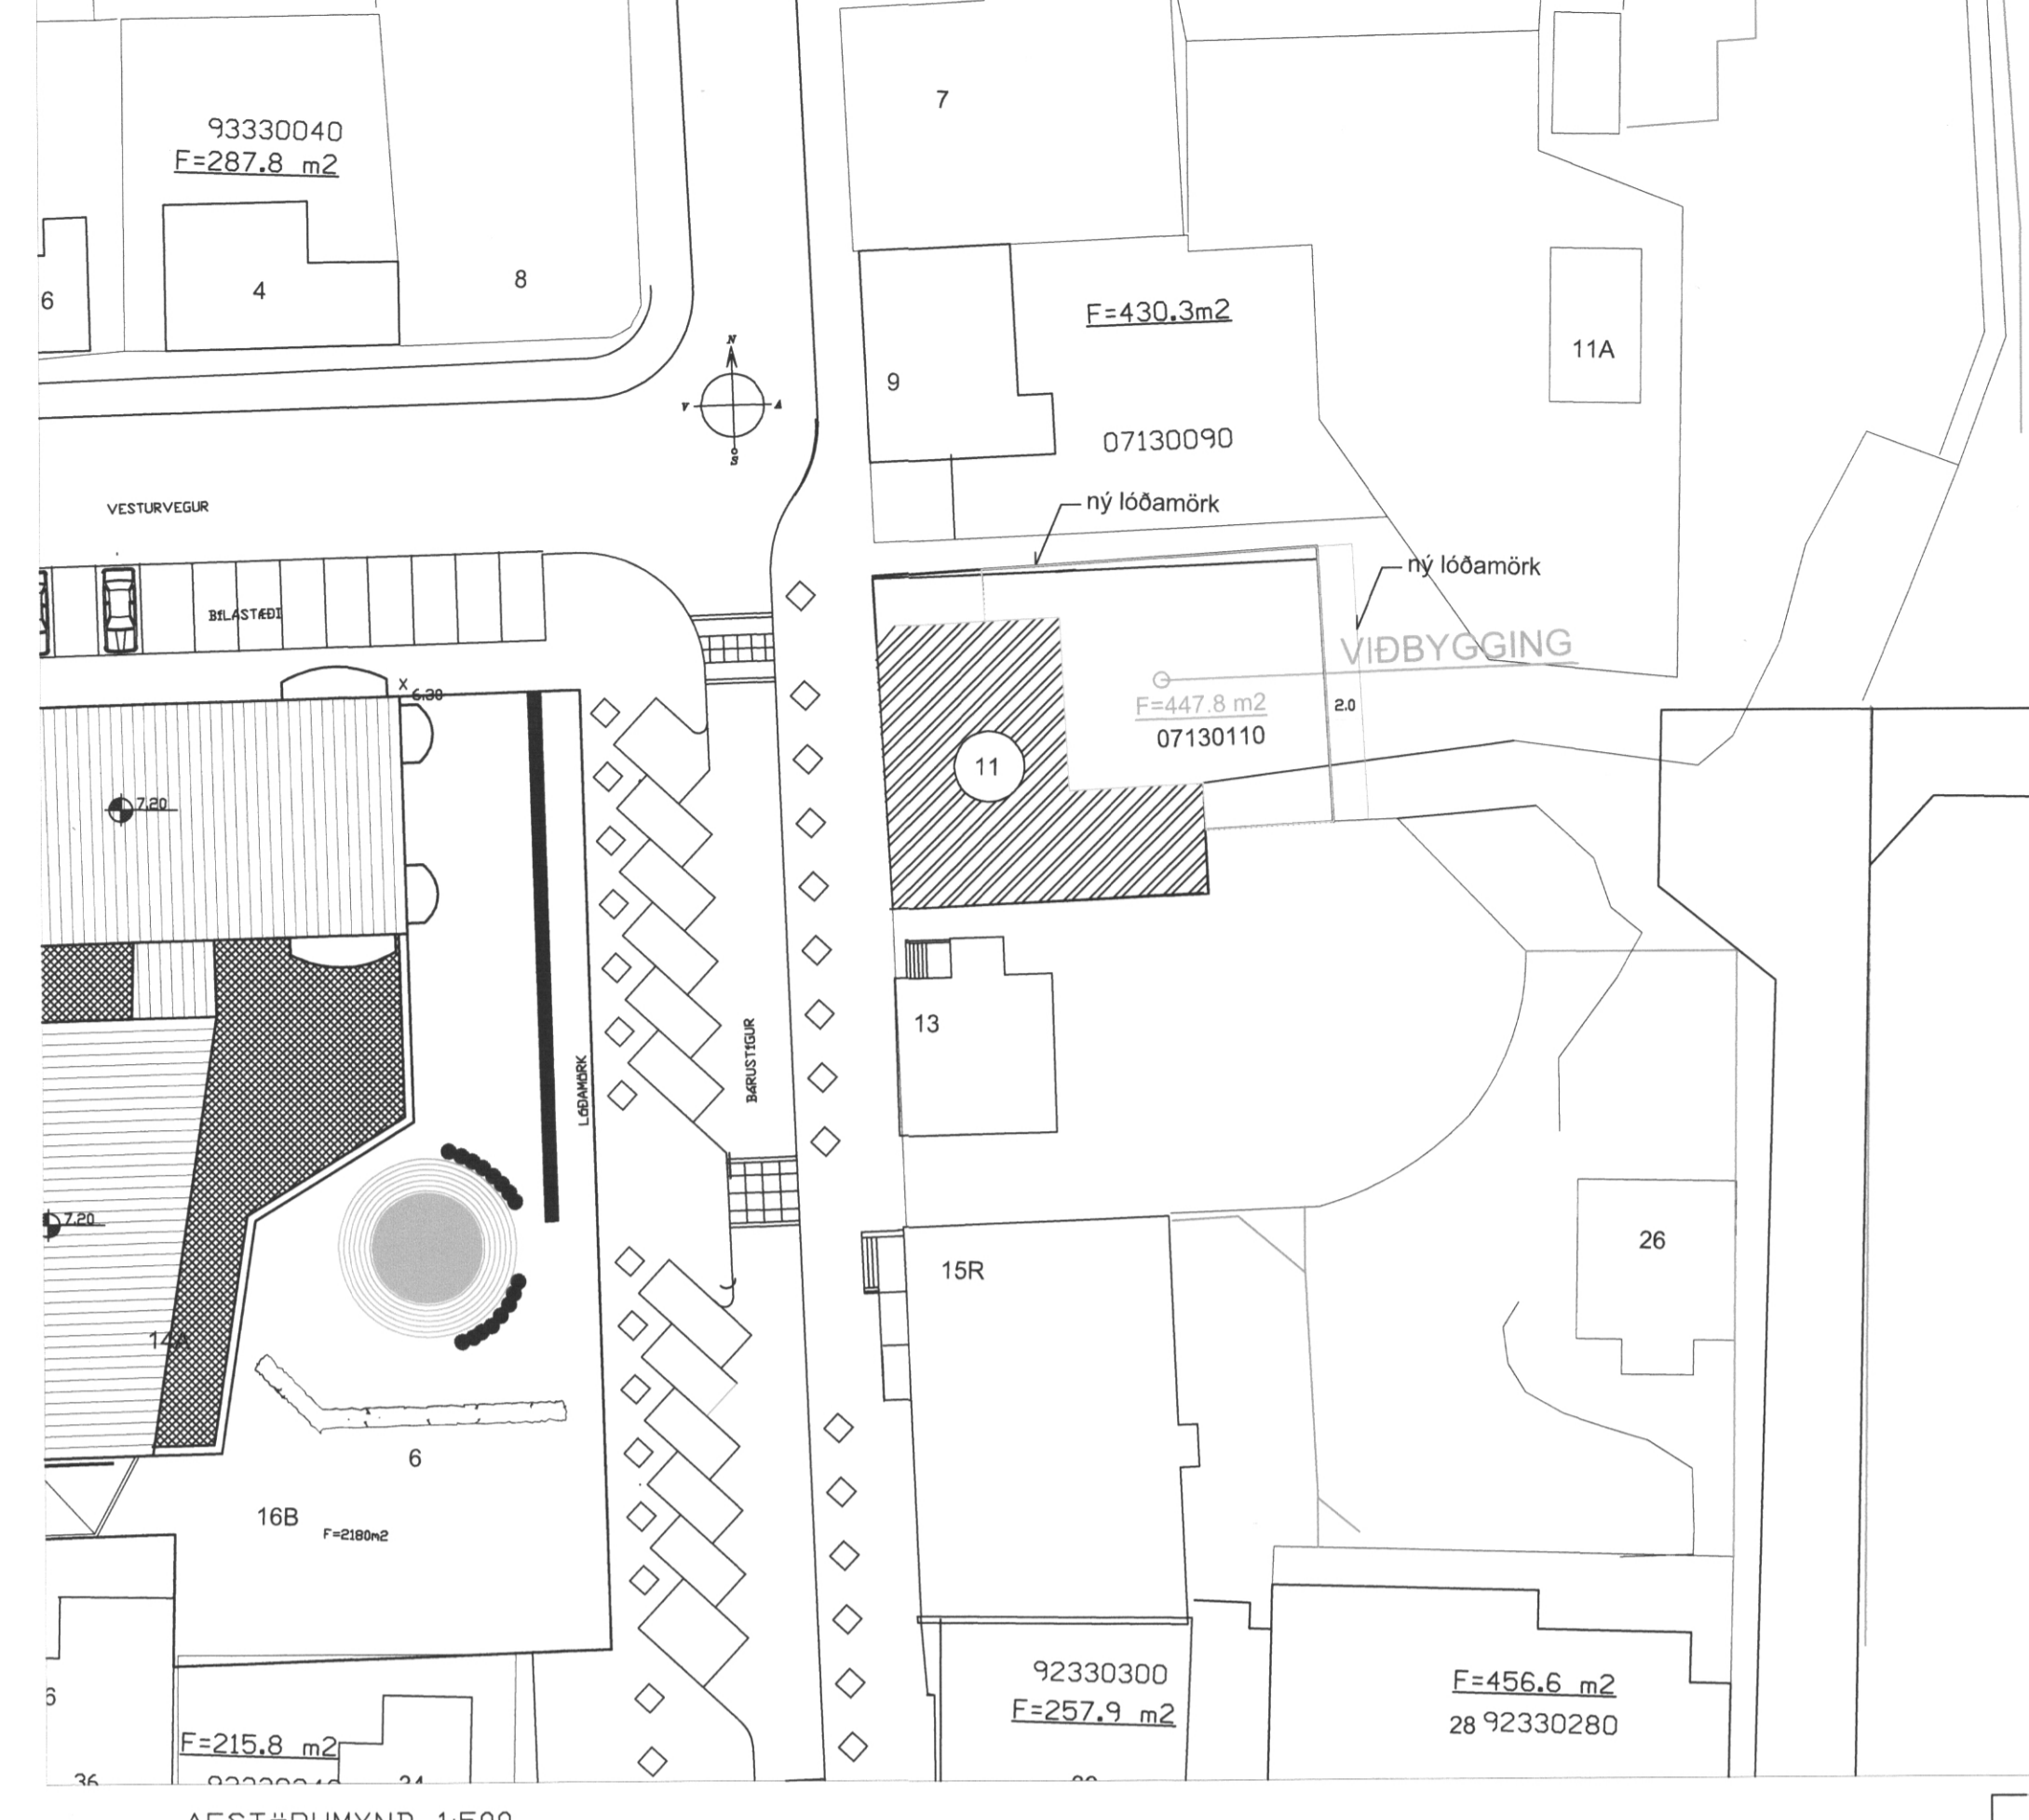 93330040
F=287.8 m2
7
6
4
8
F=430.3m2
11A
N
V
A
S
9
07130090
VESTURVEGUR
ný lóðamörk
ný lóðamörk
BÍLASTÆÐI
VIÐBYGGING
X 6.30
F=447.8 m2
2.0
07130110
11
7.20
13
BÁRUSTÍGUR
LÓÐAMÖRK
7.20
26
15R
14A
6
16B
F=2180m2
92330300
F=257.9 m2
F=456.6 m2
28 92330280
6
F=215.8 m2